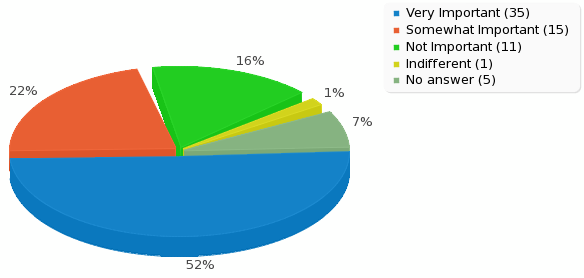 Very Important (35)
Somewhat Important (15)
Not Important (11)
Indifferent (1)
No answer (5)
16%
22%
1%
7%
52%